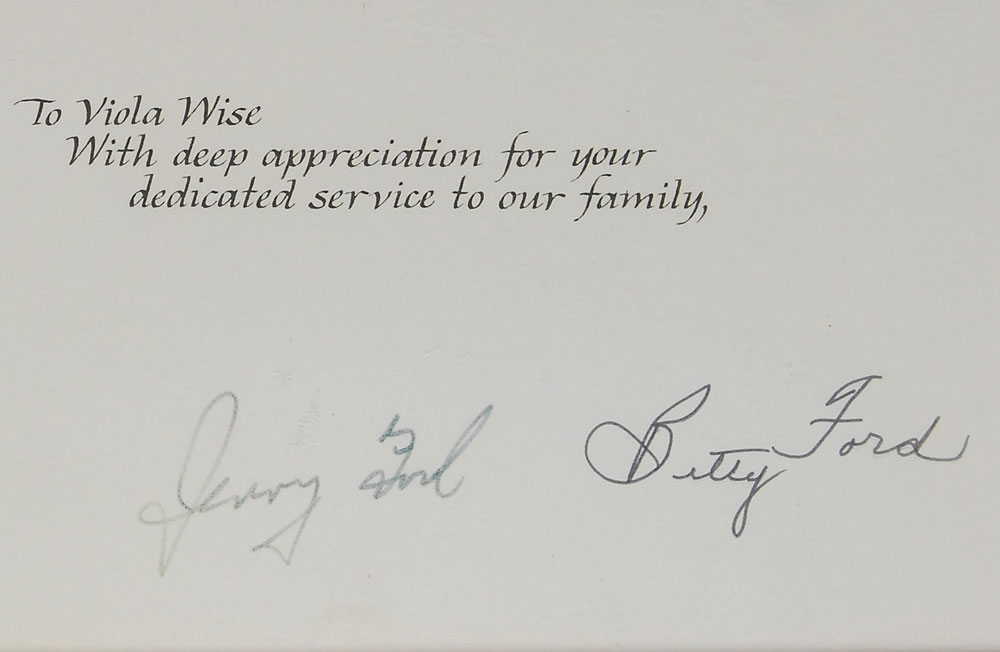 To Viola Wise
With deep appreciation for your
dedicated service to our family,
Jerry Ford Betty Ford